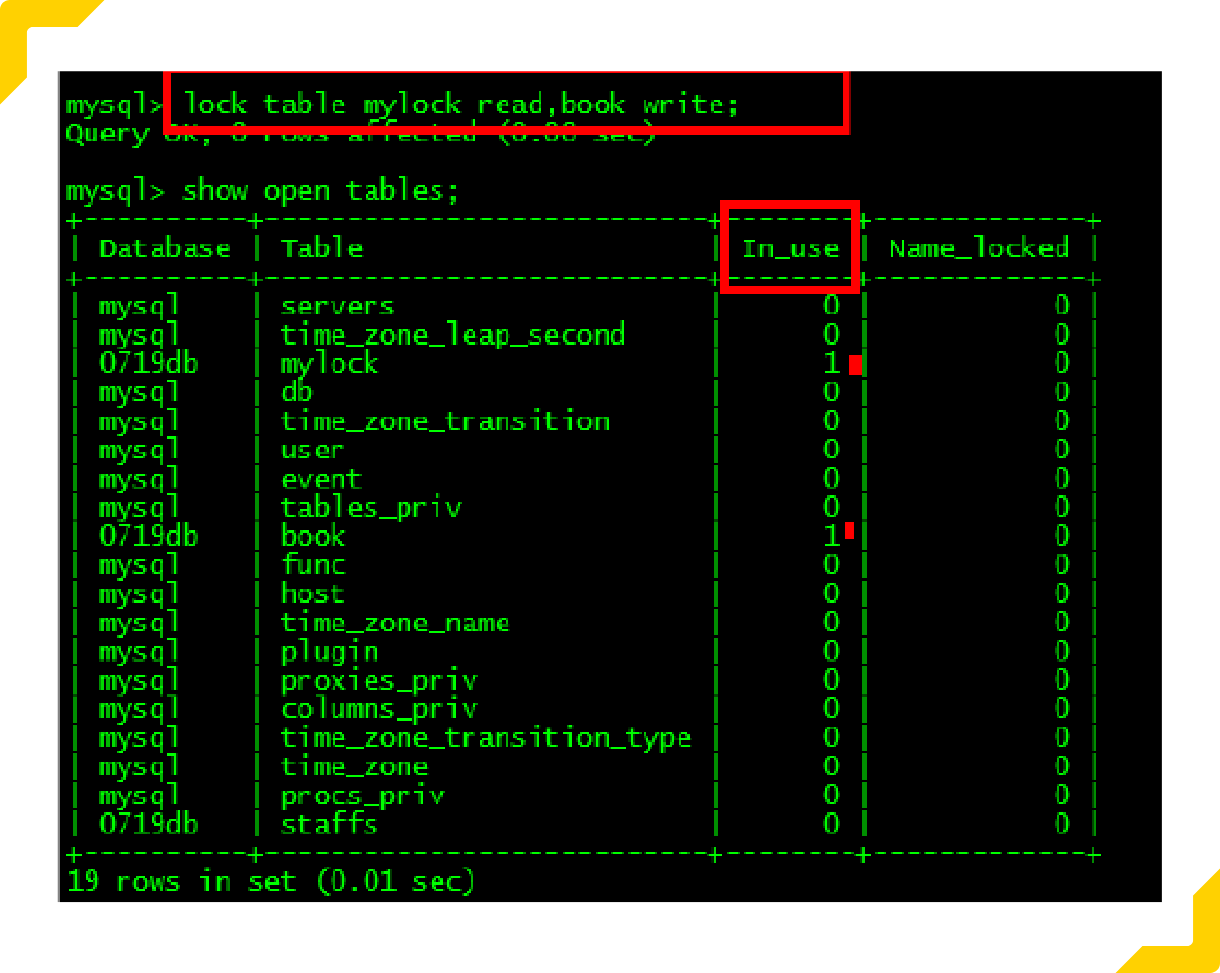 mysql> lock table mylock read,book write;
Query OK, 0 rows affected (0.00 sec)
mysql> show open tables;
+----------+---------------------------+--------+-------------+
| Database | Table | In_use | Name_locked |
+----------+---------------------------+--------+-------------+
| mysql | servers | 0 | 0 |
| mysql | time_zone_leap_second | 0 | 0 |
| 0719db | mylock | 1 | 0 |
| mysql | db | 0 | 0 |
| mysql | time_zone_transition | 0 | 0 |
| mysql | user | 0 | 0 |
| mysql | event | 0 | 0 |
| mysql | tables_priv | 0 | 0 |
| 0719db | book | 1 | 0 |
| mysql | func | 0 | 0 |
| mysql | host | 0 | 0 |
| mysql | time_zone_name | 0 | 0 |
| mysql | plugin | 0 | 0 |
| mysql | proxies_priv | 0 | 0 |
| mysql | columns_priv | 0 | 0 |
| mysql | time_zone_transition_type | 0 | 0 |
| mysql | time_zone | 0 | 0 |
| mysql | procs_priv | 0 | 0 |
| 0719db | staffs | 0 | 0 |
+----------+---------------------------+--------+-------------+
19 rows in set (0.01 sec)